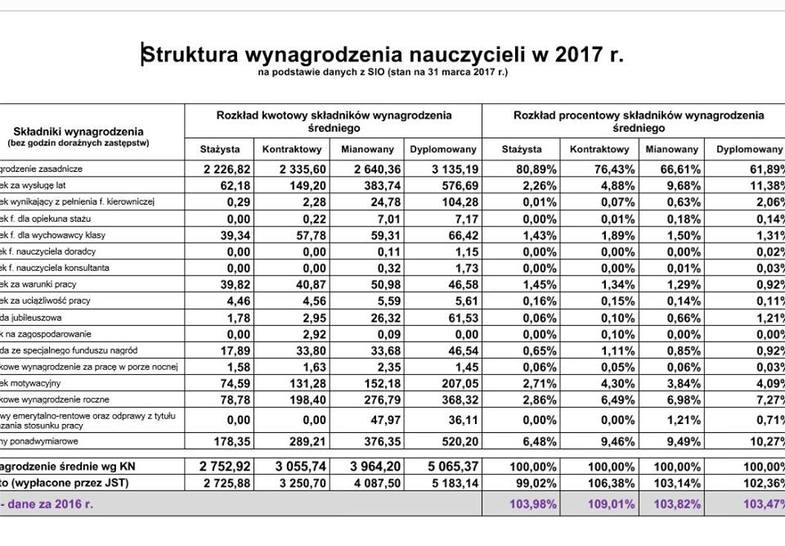 Struktura wynagrodzenia nauczycieli w 2017 r.
na podstawie danych z SIO (stan na 31 marca 2017 r.)
Składniki wynagrodzenia
(bez godzin doraźnych zastępstw)
Rozkład kwotowy składników wynagrodzenia
średniego
Rozkład procentowy składników wynagrodzenia
średniego
Stażysta Kontraktowy Mianowany Dyplomowany Stażysta Kontraktowy Mianowany Dyplomowany
grodzenie zasadnicze 2 226,82 2 335,60 2 640,36 3 135,19 80,89% 76,43% 66,61% 61,89%
ek za wysługę lat 62,18 149,20 383,74 576,69 2,26% 4,88% 9,68% 11,38%
ek wynikający z pełnienia f. kierowniczej 0,29 2,28 24,78 104,28 0,01% 0,07% 0,63% 2,06%
ek f. dla opiekuna stażu 0,00 0,22 7,01 7,17 0,00% 0,01% 0,18% 0,14%
ek f. dla wychowawcy klasy 39,34 57,78 59,31 66,42 1,43% 1,89% 1,50% 1,31%
ek f. nauczyciela doradcy 0,00 0,00 0,11 1,15 0,00% 0,00% 0,00% 0,02%
ek f. nauczyciela konsultanta 0,00 0,00 0,32 1,73 0,00% 0,00% 0,01% 0,03%
ek za warunki pracy 39,82 40,87 50,98 46,58 1,45% 1,34% 1,29% 0,92%
ek za uciążliwość pracy 4,46 4,56 5,59 5,61 0,16% 0,15% 0,14% 0,11%
da jubileuszowa 1,78 2,95 26,32 61,53 0,06% 0,10% 0,66% 1,21%
k na zagospodarowanie 0,00 2,92 0,09 0,00 0,00% 0,10% 0,00% 0,00%
da ze specjalnego funduszu nagród 17,89 33,80 33,68 46,54 0,65% 1,11% 0,85% 0,92%
kowe wynagrodzenie za pracę w porze nocnej 1,58 1,63 2,35 1,45 0,06% 0,05% 0,06% 0,03%
ek motywacyjny 74,59 131,28 152,18 207,05 2,71% 4,30% 3,84% 4,09%
kowe wynagrodzenie roczne 78,78 198,40 276,79 368,32 2,86% 6,49% 6,98% 7,27%
wy emerytalno-rentowe oraz odprawy z tytułu
zania stosunku pracy 0,00 0,00 47,97 36,11 0,00% 0,00% 1,21% 0,71%
ny ponadwymiarowe 178,35 289,21 376,35 520,20 6,48% 9,46% 9,49% 10,27%
agrodzenie średnie wg KN 2 752,92 3 055,74 3 964,20 5 065,37 100,00% 100,00% 100,00% 100,00%
to (wypłacone przez JST) 2 725,88 3 250,70 4 087,50 5 183,14 99,02% 106,38% 103,14% 102,36%
- dane za 2016 r. 103,98% 109,01% 103,82% 103,47%